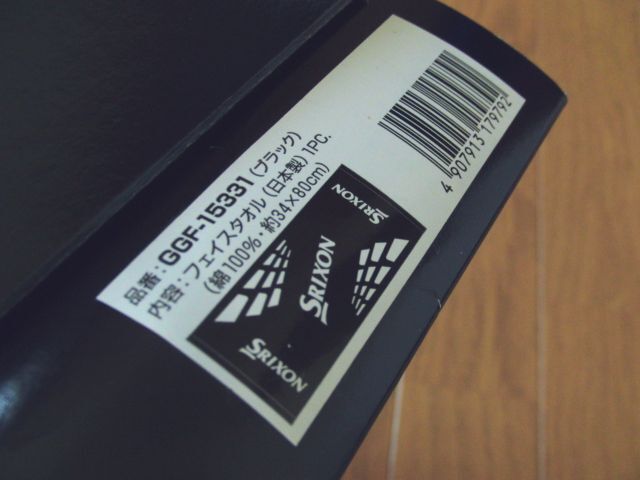 品番：GGF-15331（ブラック）
内容：フェイスタオル（日本製）1PC.
（綿100%・約34×80cm）
4 907913 179792
SRIXON
SRIXON
SRIXON